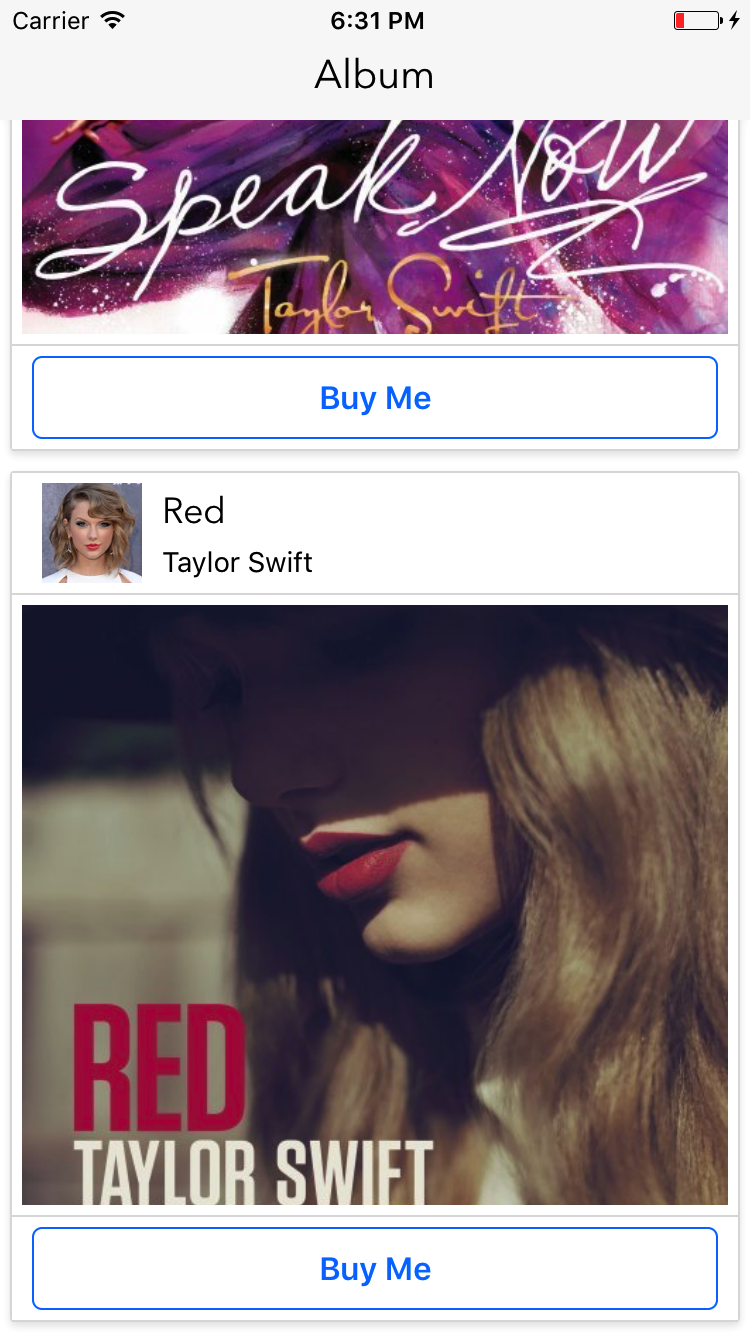 Carrier 6:31 PM
Album
Speak Now
Taylor Swift
Buy Me
Red
Taylor Swift
RED
TAYLOR SWIFT
Buy Me